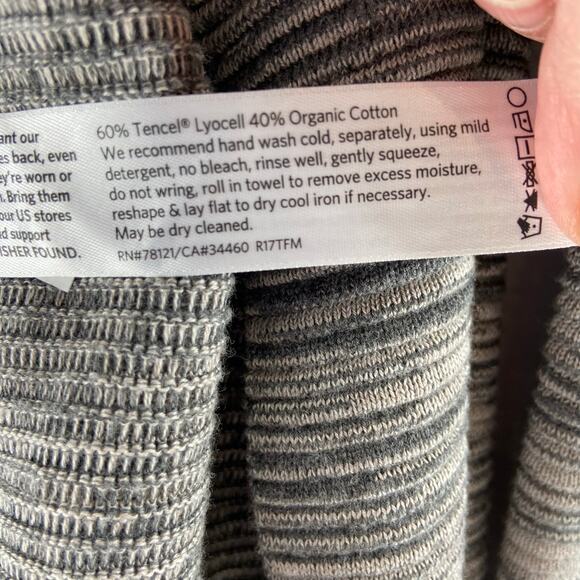 60% Tencel® Lyocell 40% Organic Cotton
We recommend hand wash cold, separately, using mild
detergent, no bleach, rinse well, gently squeeze,
do not wring, roll in towel to remove excess moisture,
reshape & lay flat to dry cool iron if necessary.
May be dry cleaned.
RN#78121/CA#34460 R17TFM
ant our
es back, even
ey're worn or
. Bring them
our US stores
d support
ISHER FOUND.